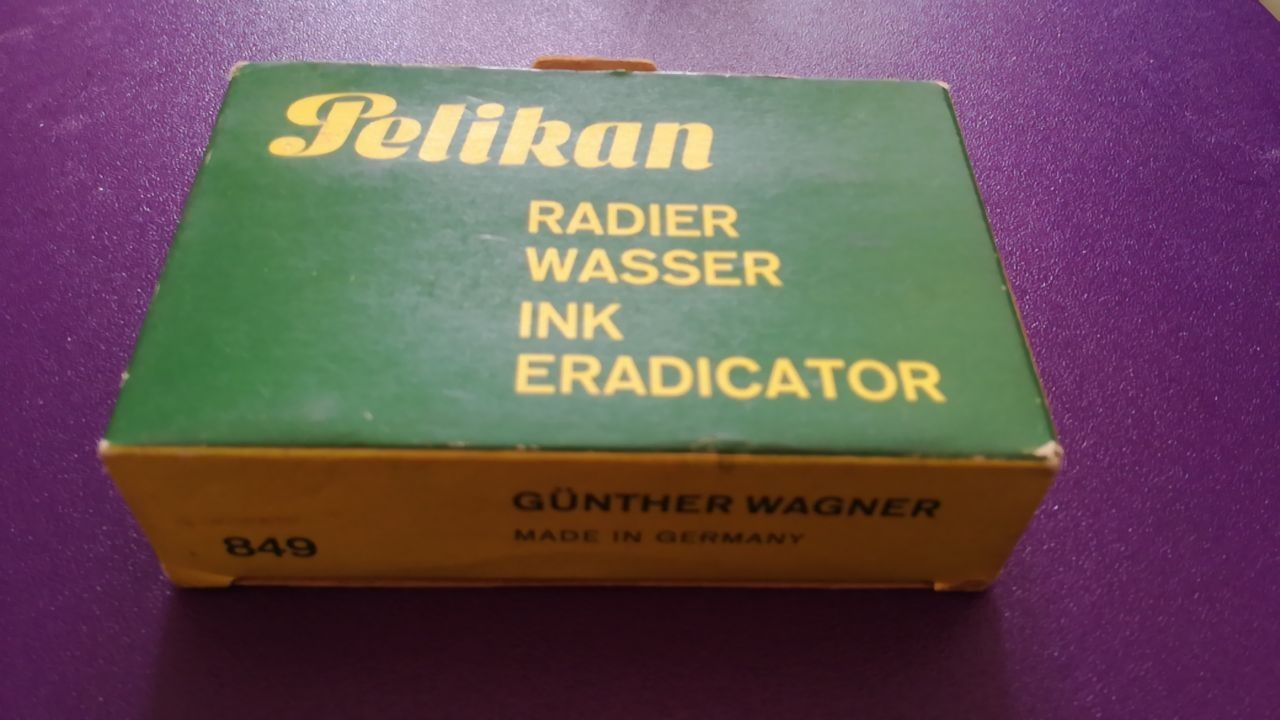 Pelikan
RADIER
WASSER
INK
ERADICATOR
GÜNTHER WAGNER
MADE IN GERMANY
849